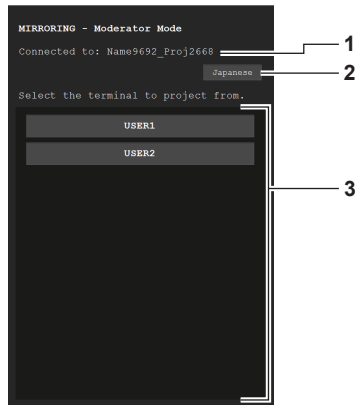 MIRRORING - Moderator Mode
Connected to: Name9692_Proj2668
1
Japanese
2
Select the terminal to project from.
USER1
USER2
3